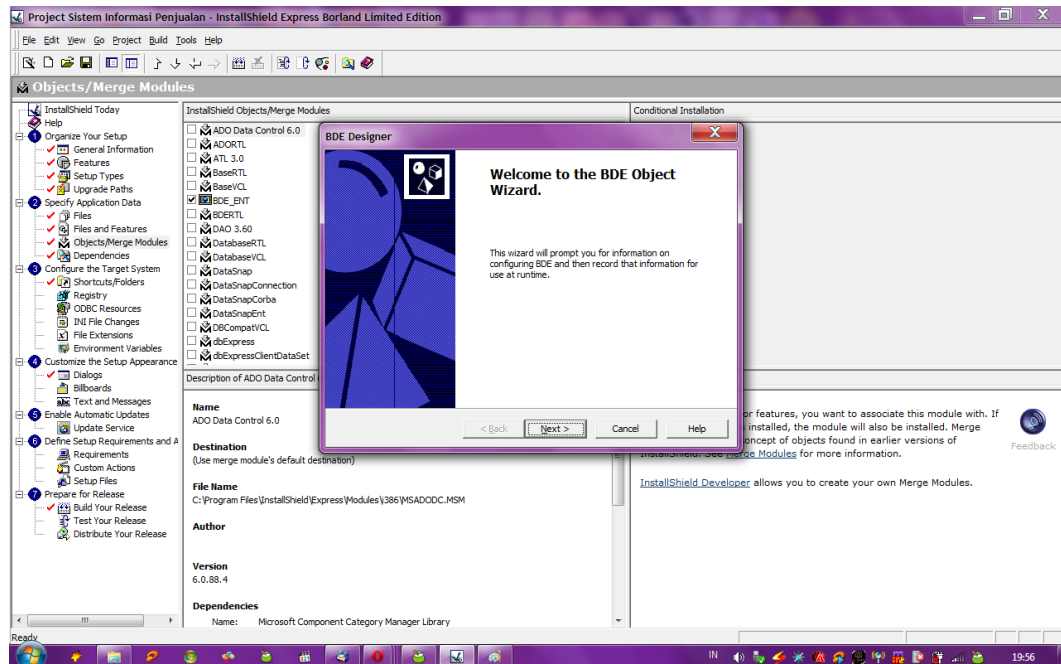 Project Sistem Informasi Penjualan - InstallShield Express Borland Limited Edition
File Edit View Go Project Build Tools Help
Objects/Merge Modules
InstallShield Today
Help
1 Organize Your Setup
General Information
Features
Setup Types
Upgrade Paths
2 Specify Application Data
Files
Files and Features
Objects/Merge Modules
Dependencies
3 Configure the Target System
Shortcuts/Folders
Registry
ODBC Resources
INI File Changes
File Extensions
Environment Variables
4 Customize the Setup Appearance
Dialogs
Billboards
Text and Messages
5 Enable Automatic Updates
Update Service
6 Define Setup Requirements and A
Requirements
Custom Actions
Setup Files
7 Prepare for Release
Build Your Release
Test Your Release
Distribute Your Release
InstallShield Objects/Merge Modules
ADO Data Control 6.0
ADORTL
ATL 3.0
BaseRTL
BaseVCL
BDE_ENT
BDERTL
DAO 3.60
DatabaseRTL
DatabaseVCL
DataSnap
DataSnapConnection
DataSnapCorba
DataSnapEnt
DBCompatVCL
dbExpress
dbExpressClientDataSet
Conditional Installation
BDE Designer
Welcome to the BDE Object
Wizard.
This wizard will prompt you for information on
configuring BDE and then record that information for
use at runtime.
< Back Next > Cancel Help
Description of ADO Data Control
Name
ADO Data Control 6.0
Destination
(Use merge module's default destination)
File Name
C:\Program Files\InstallShield\Express\Modules\i386\MSADODC.MSM
Author
Version
6.0.88.4
Dependencies
Name: Microsoft Component Category Manager Library
or features, you want to associate this module with. If
installed, the module will also be installed. Merge
oncept of objects found in earlier versions of
InstallShield. See Merge Modules for more information.
InstallShield Developer allows you to create your own Merge Modules.
Feedback
Ready
IN 19:56